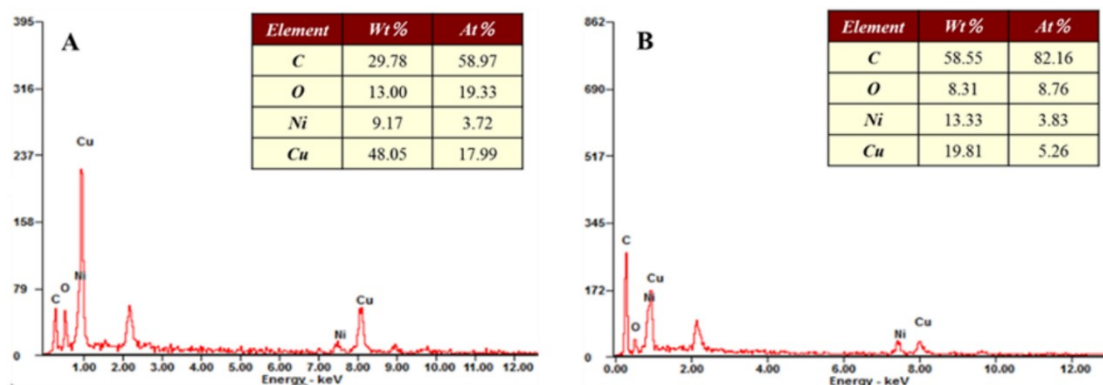 A
Element Wt% At%
C 29.78 58.97
O 13.00 19.33
Ni 9.17 3.72
Cu 48.05 17.99
395
316
237
158
79
0
Cu
Ni
O
C
Ni
Cu
1.00 2.00 3.00 4.00 5.00 6.00 7.00 8.00 9.00 10.00 11.00 12.00
Energy - keV
B
Element Wt% At%
C 58.55 82.16
O 8.31 8.76
Ni 13.33 3.83
Cu 19.81 5.26
862
690
517
345
172
0
C
Cu
Ni
O
Ni
Cu
0.00 2.00 4.00 6.00 8.00 10.00 12.00
Energy - keV